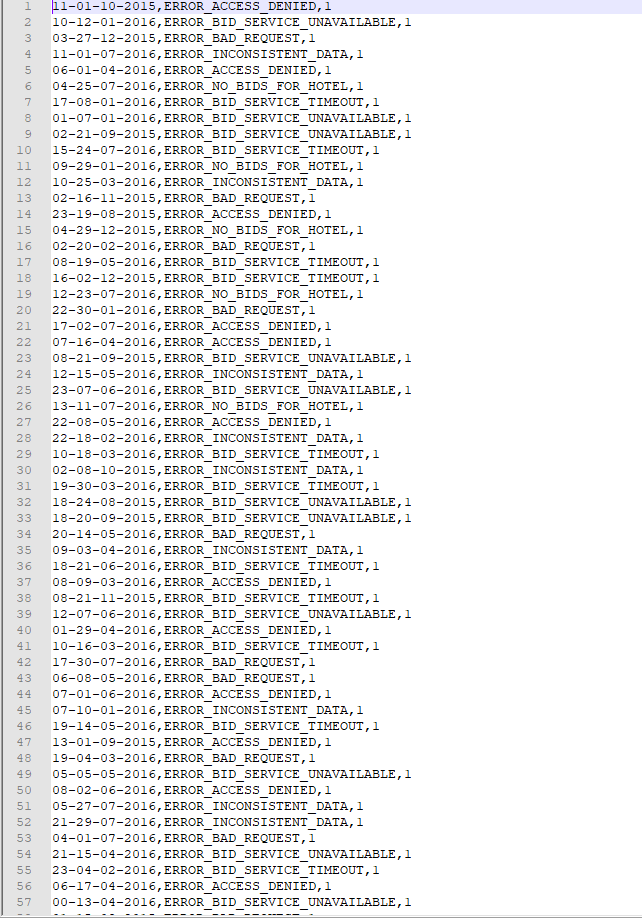 1 11-01-10-2015,ERROR_ACCESS_DENIED,1
2 10-12-01-2016,ERROR_BID_SERVICE_UNAVAILABLE,1
3 03-27-12-2015,ERROR_BAD_REQUEST,1
4 11-01-07-2016,ERROR_INCONSISTENT_DATA,1
5 06-01-04-2016,ERROR_ACCESS_DENIED,1
6 04-25-07-2016,ERROR_NO_BIDS_FOR_HOTEL,1
7 17-08-01-2016,ERROR_BID_SERVICE_TIMEOUT,1
8 01-07-01-2016,ERROR_BID_SERVICE_UNAVAILABLE,1
9 02-21-09-2015,ERROR_BID_SERVICE_UNAVAILABLE,1
10 15-24-07-2016,ERROR_BID_SERVICE_TIMEOUT,1
11 09-29-01-2016,ERROR_NO_BIDS_FOR_HOTEL,1
12 10-25-03-2016,ERROR_INCONSISTENT_DATA,1
13 02-16-11-2015,ERROR_BAD_REQUEST,1
14 23-19-08-2015,ERROR_ACCESS_DENIED,1
15 04-29-12-2015,ERROR_NO_BIDS_FOR_HOTEL,1
16 02-20-02-2016,ERROR_BAD_REQUEST,1
17 08-19-05-2016,ERROR_BID_SERVICE_TIMEOUT,1
18 16-02-12-2015,ERROR_BID_SERVICE_TIMEOUT,1
19 12-23-07-2016,ERROR_NO_BIDS_FOR_HOTEL,1
20 22-30-01-2016,ERROR_BAD_REQUEST,1
21 17-02-07-2016,ERROR_ACCESS_DENIED,1
22 07-16-04-2016,ERROR_ACCESS_DENIED,1
23 08-21-09-2015,ERROR_BID_SERVICE_UNAVAILABLE,1
24 12-15-05-2016,ERROR_INCONSISTENT_DATA,1
25 23-07-06-2016,ERROR_BID_SERVICE_UNAVAILABLE,1
26 13-11-07-2016,ERROR_NO_BIDS_FOR_HOTEL,1
27 22-08-05-2016,ERROR_ACCESS_DENIED,1
28 22-18-02-2016,ERROR_INCONSISTENT_DATA,1
29 10-18-03-2016,ERROR_BID_SERVICE_TIMEOUT,1
30 02-08-10-2015,ERROR_INCONSISTENT_DATA,1
31 19-30-03-2016,ERROR_BID_SERVICE_TIMEOUT,1
32 18-24-08-2015,ERROR_BID_SERVICE_UNAVAILABLE,1
33 18-20-09-2015,ERROR_BID_SERVICE_UNAVAILABLE,1
34 20-14-05-2016,ERROR_BAD_REQUEST,1
35 09-03-04-2016,ERROR_INCONSISTENT_DATA,1
36 18-21-06-2016,ERROR_BID_SERVICE_TIMEOUT,1
37 08-09-03-2016,ERROR_ACCESS_DENIED,1
38 08-21-11-2015,ERROR_BID_SERVICE_TIMEOUT,1
39 12-07-06-2016,ERROR_BID_SERVICE_UNAVAILABLE,1
40 01-29-04-2016,ERROR_ACCESS_DENIED,1
41 10-16-03-2016,ERROR_BID_SERVICE_TIMEOUT,1
42 17-30-07-2016,ERROR_BAD_REQUEST,1
43 06-08-05-2016,ERROR_BAD_REQUEST,1
44 07-01-06-2016,ERROR_ACCESS_DENIED,1
45 07-10-01-2016,ERROR_INCONSISTENT_DATA,1
46 19-14-05-2016,ERROR_BID_SERVICE_TIMEOUT,1
47 13-01-09-2015,ERROR_ACCESS_DENIED,1
48 19-04-03-2016,ERROR_BAD_REQUEST,1
49 05-05-05-2016,ERROR_BID_SERVICE_UNAVAILABLE,1
50 08-02-06-2016,ERROR_ACCESS_DENIED,1
51 05-27-07-2016,ERROR_INCONSISTENT_DATA,1
52 21-29-07-2016,ERROR_INCONSISTENT_DATA,1
53 04-01-07-2016,ERROR_BAD_REQUEST,1
54 21-15-04-2016,ERROR_BID_SERVICE_UNAVAILABLE,1
55 23-04-02-2016,ERROR_BID_SERVICE_TIMEOUT,1
56 06-17-04-2016,ERROR_ACCESS_DENIED,1
57 00-13-04-2016,ERROR_BID_SERVICE_UNAVAILABLE,1